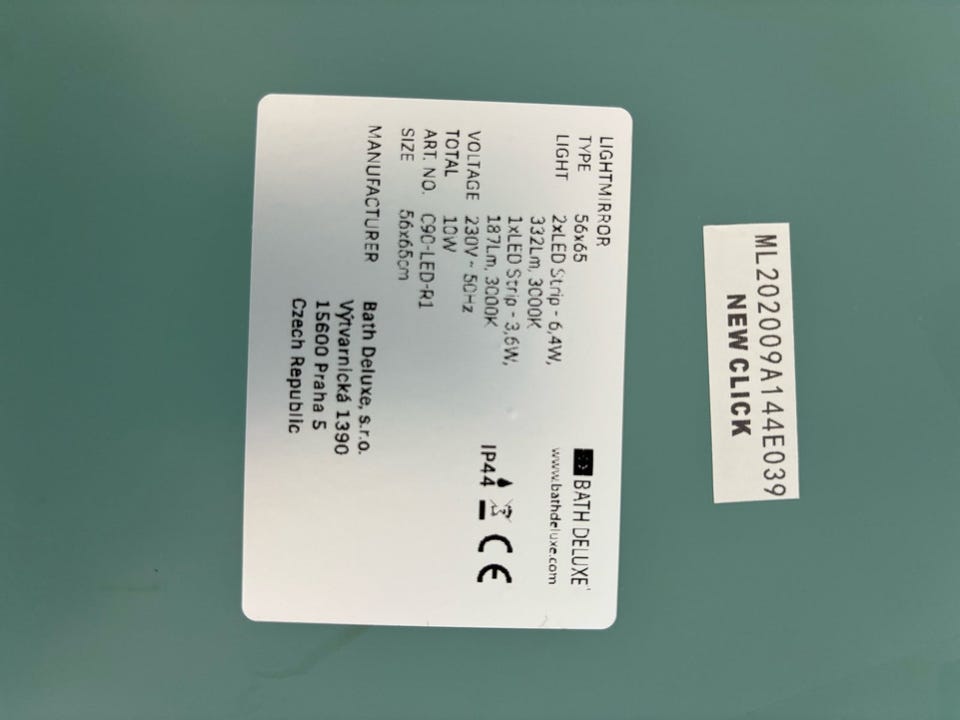 ML202009A144E039
NEW CLICK
LIGHTMIRROR
TYPE 56x65
LIGHT 2xLED Strip - 6,4W,
332Lm, 3000K
1xLED Strip - 3,6W,
187Lm, 3000K
VOLTAGE 230V ~ 50Hz
TOTAL 10W
ART. NO. C90-LED-R1
SIZE 56x65cm
BATH DELUXE
www.bathdeluxe.com
IP44 CE
MANUFACTURER Bath Deluxe, s.r.o.
Výtvarnická 1390
15600 Praha 5
Czech Republic